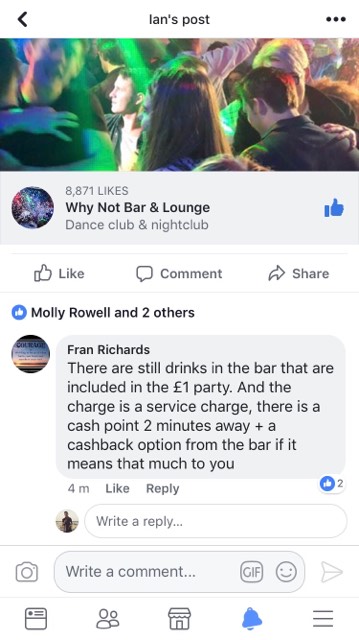 Ian's post
8,871 LIKES
Why Not Bar & Lounge
Dance club & nightclub
Like Comment Share
Molly Rowell and 2 others
COURAGE
Fran Richards
There are still drinks in the bar that are
included in the £1 party. And the
charge is a service charge, there is a
cash point 2 minutes away + a
cashback option from the bar if it
means that much to you
4 m Like Reply 2
Write a reply...
Write a comment... GIF